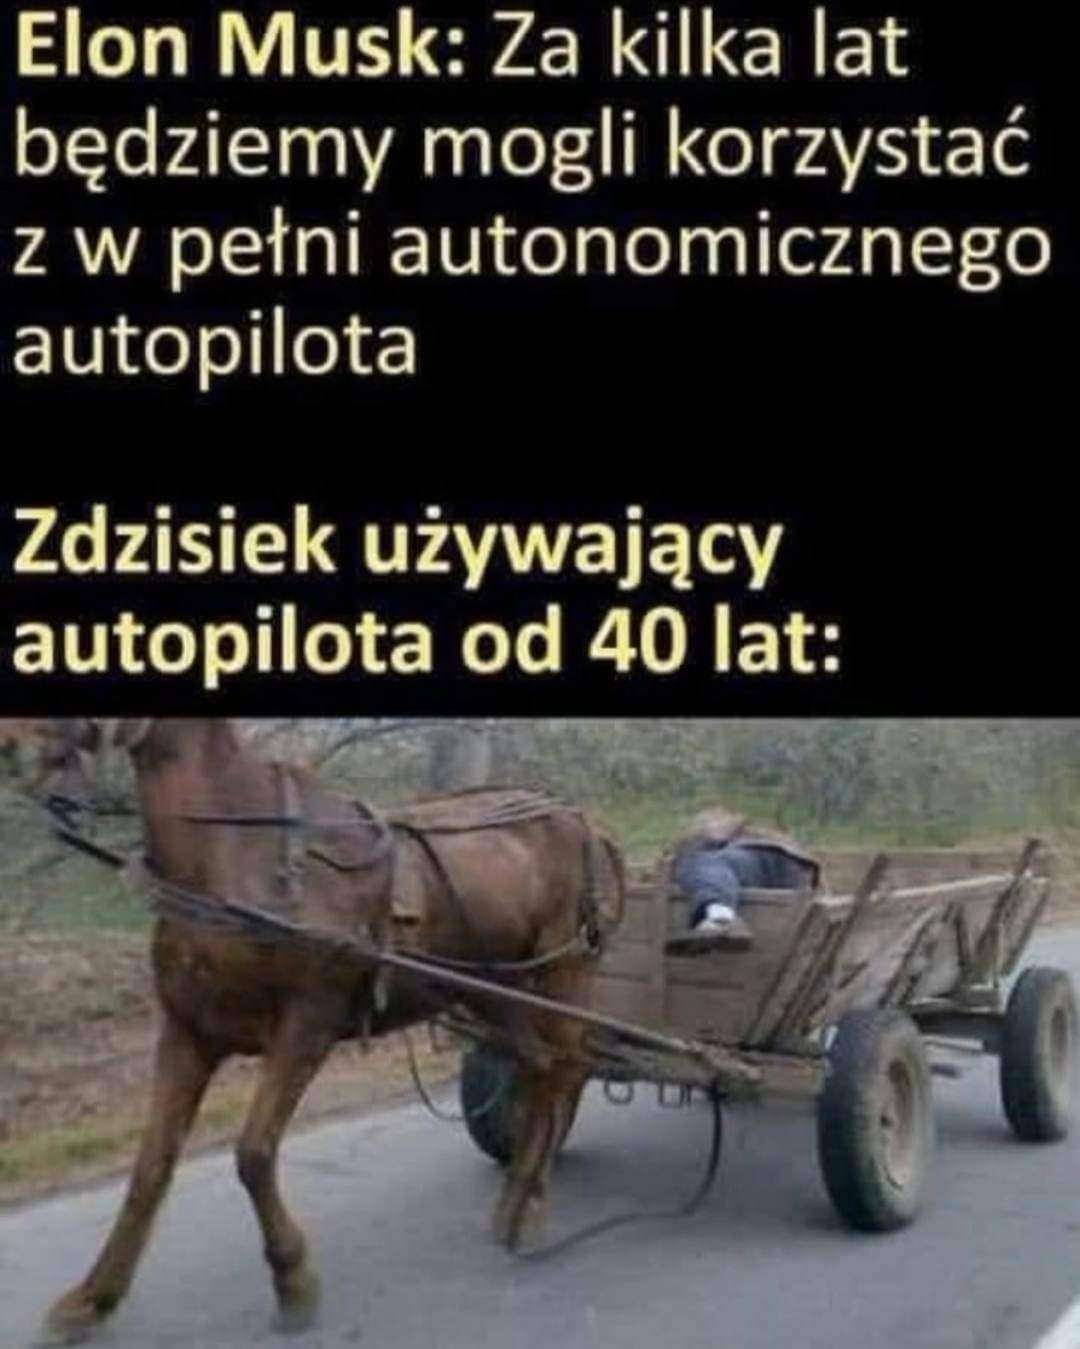 Elon Musk: Za kilka lat
będziemy mogli korzystać
z w pełni autonomicznego
autopilota
Zdzisiek używający
autopilota od 40 lat: